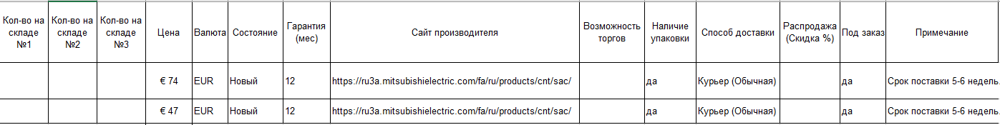 Кол-во на складе №1 Кол-во на складе №2 Кол-во на складе №3 Цена Валюта Состояние Гарантия (мес) Сайт производителя Возможность торгов Наличие упаковки Способ доставки Распродажа (Скидка %) Под заказ Примечание
€ 74 EUR Новый 12 https://ru3a.mitsubishielectric.com/fa/ru/products/cnt/sac/ да Курьер (Обычная) да Срок поставки 5-6 недель.
€ 47 EUR Новый 12 https://ru3a.mitsubishielectric.com/fa/ru/products/cnt/sac/ да Курьер (Обычная) да Срок поставки 5-6 недель.